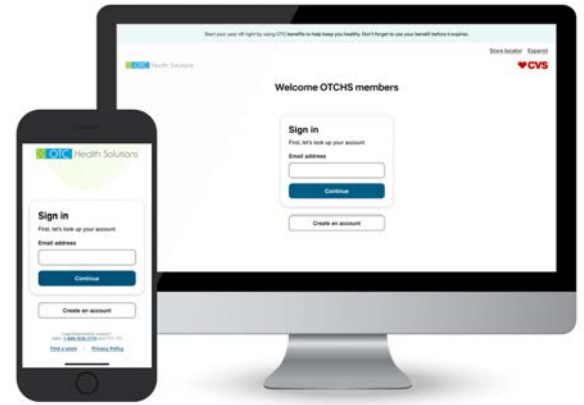 Start your year off right by using OTC benefits to help keep you healthy. Don't forget to use your benefit before it expires.
Store locator Espanol
OTC Health Solutions
CVS
Welcome OTCHS members
Sign in
First, let's look up your account.
Email address
Continue
Create an account
OTC Health Solutions
Sign in
First, let's look up your account.
Email address
Continue
Create an account
Find a store Privacy Policy